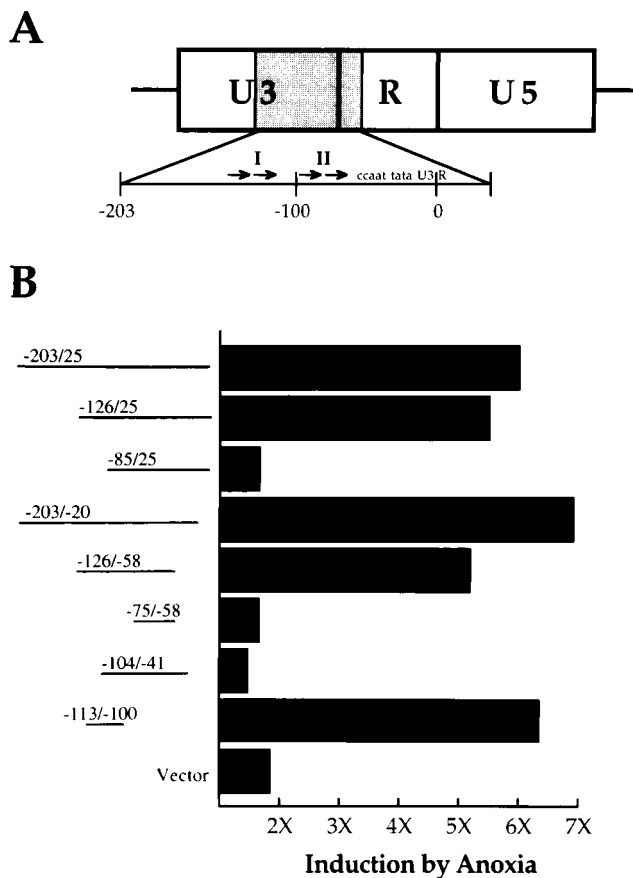 A
U3 R U5
I II
ccaat tata U3 R
-203 -100 0
B
-203/25
-126/25
-85/25
-203/-20
-126/-58
-75/-58
-104/-41
-113/-100
Vector
2X 3X 4X 5X 6X 7X
Induction by Anoxia